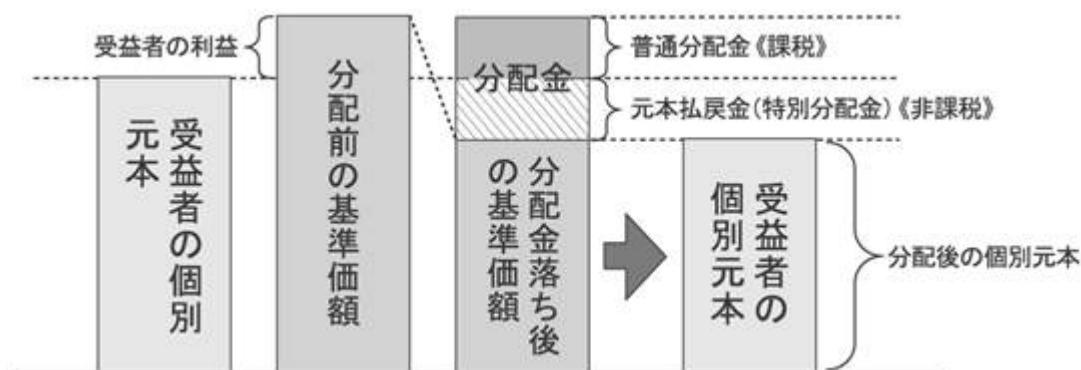 受益者の利益
受益者の個別
元本
分配前の基準価額
分配金
分配金落ち後
の基準価額
普通分配金《課税》
元本払戻金(特別分配金)《非課税》
受益者の
個別元本
分配後の個別元本